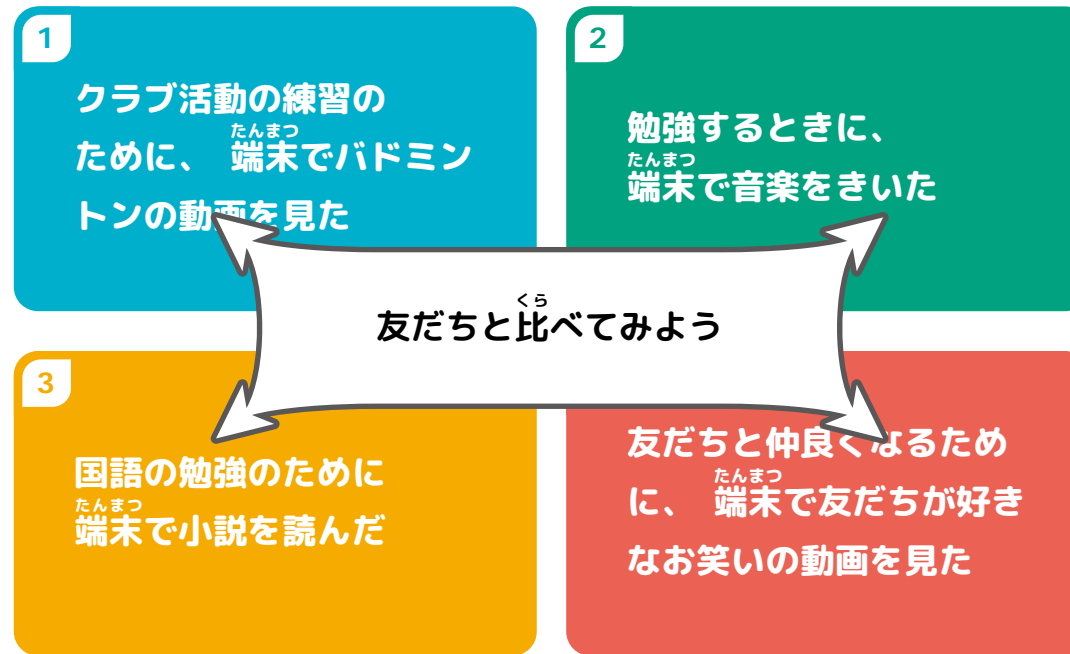 1
クラブ活動の練習の
たんまつ
ために、 端末でバドミン
トンの動画を見た
2
勉強するときに、
たんまつ
端末で音楽をきいた
くら
友だちと比べてみよう
3
国語の勉強のために
たんまつ
端末で小説を読んだ
友だちと仲良くなるため
たんまつ
に、 端末で友だちが好き
なお笑いの動画を見た